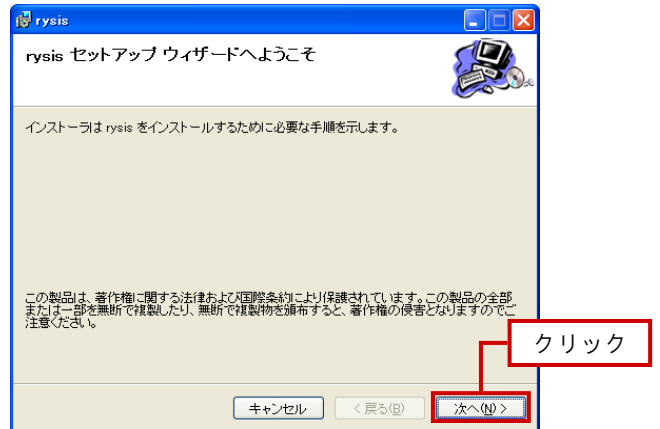 rysis
rysis セットアップ ウィザードへようこそ
インストーラは rysis をインストールするために必要な手順を示します。
この製品は、著作権に関する法律および国際条約により保護されています。この製品の全部
または一部を無断で複製したり、無断で複製物を頒布すると、著作権の侵害となりますのでご
注意ください。
クリック
キャンセル
< 戻る(B)
次へ(N) >